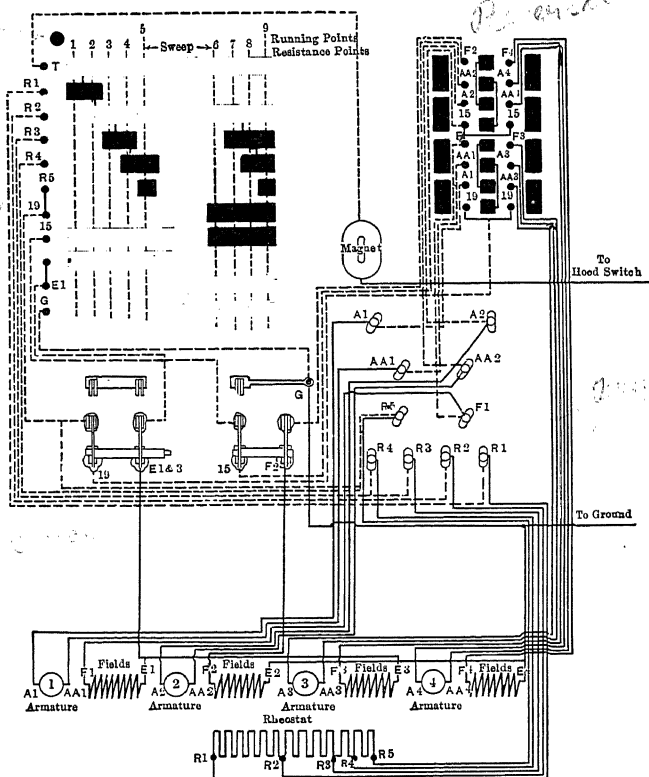 5 9
1 2 3 4 Sweep 6 7 8 Running Points
Resistance Points
T
R1
R2
R3
R4
R5
19
15
E1
G
F2 F4
AA2 A4
A2 AA4
15 15
F1 F3
AA1 A3
A1 AA3
19 19
Magnet
To
Hood Switch
A1 A2
AA1 AA2
R5 F1
R4 R3 R2 R1
G
19 E1&3 15 F2
To Ground
A1 1 AA1 F1 Fields E1 A2 2 AA2 F2 Fields E2 A3 3 AA3 F3 Fields E3 A4 4 AA4 F4 Fields E4
Armature Armature Armature Armature
Rheostat
R1 R2 R3 R4 R5